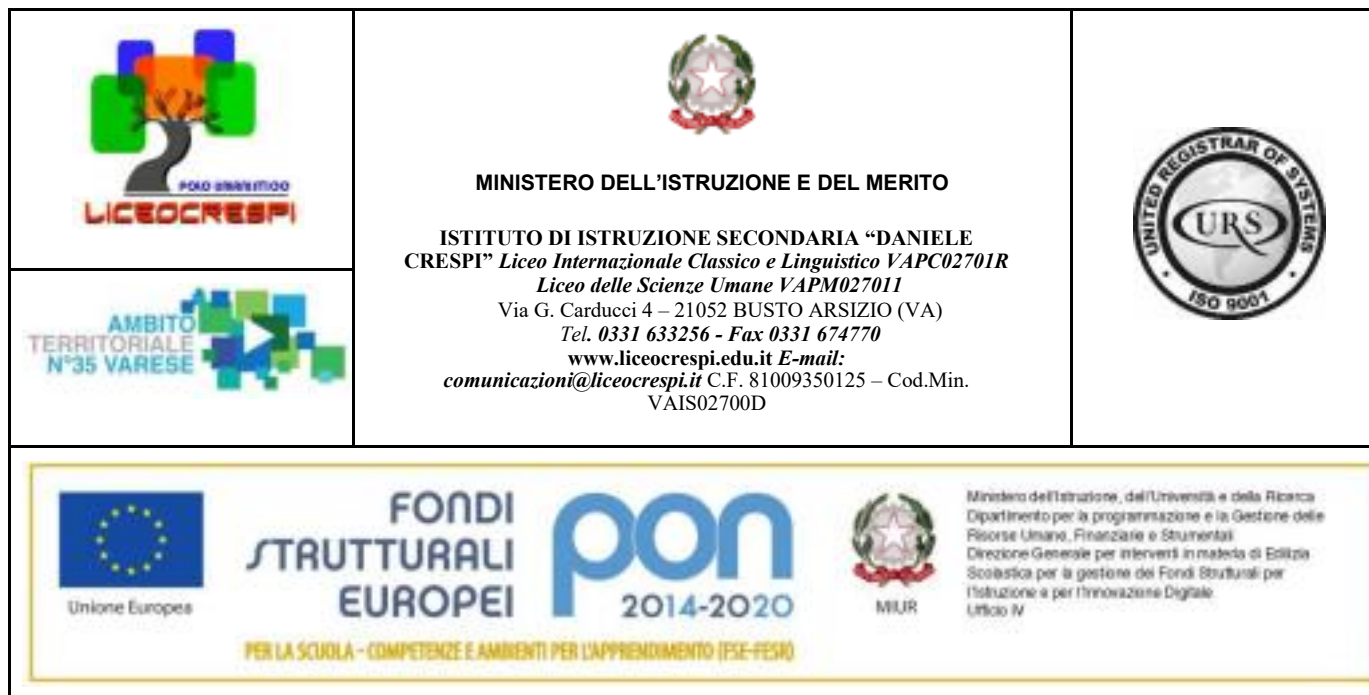 POLO UMANISTICO
LICEOCRESPI
AMBITO
TERRITORIALE
N°35 VARESE
MINISTERO DELL'ISTRUZIONE E DEL MERITO
ISTITUTO DI ISTRUZIONE SECONDARIA “DANIELE
CRESPI” Liceo Internazionale Classico e Linguistico VAPC02701R
Liceo delle Scienze Umane VAPM027011
Via G. Carducci 4 – 21052 BUSTO ARSIZIO (VA)
Tel. 0331 633256 - Fax 0331 674770
www.liceocrespi.edu.it E-mail:
comunicazioni@liceocrespi.it C.F. 81009350125 – Cod.Min.
VAIS02700D
UNITED REGISTRAR OF SYSTEMS
URS
ISO 9001
Unione Europea
FONDI
STRUTTURALI
EUROPEI
pon
2014-2020
PER LA SCUOLA - COMPETENZE E AMBIENTI PER L'APPRENDIMENTO (FSE-FESR)
MIUR
Ministero dell'Istruzione, dell'Università e della Ricerca
Dipartimento per la programmazione e la Gestione delle
Risorse Umane, Finanziarie e Strumentali
Direzione Generale per interventi in materia di Edilizia
Scolastica per la gestione dei Fondi Strutturali per
l'Istruzione e per l'Innovazione Digitale
Ufficio IV